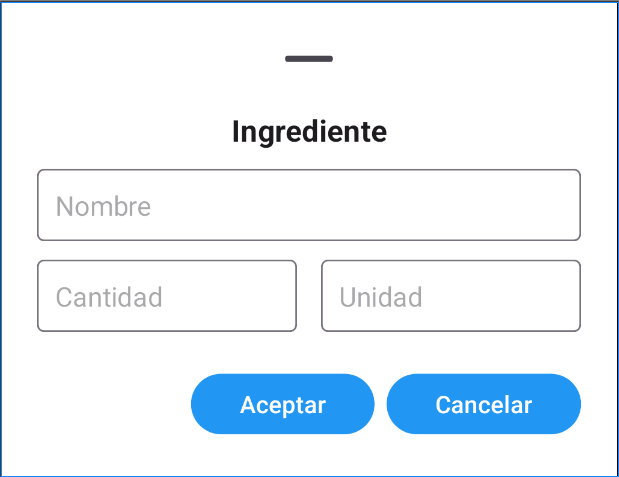 Ingrediente
Nombre
Cantidad Unidad
Aceptar Cancelar